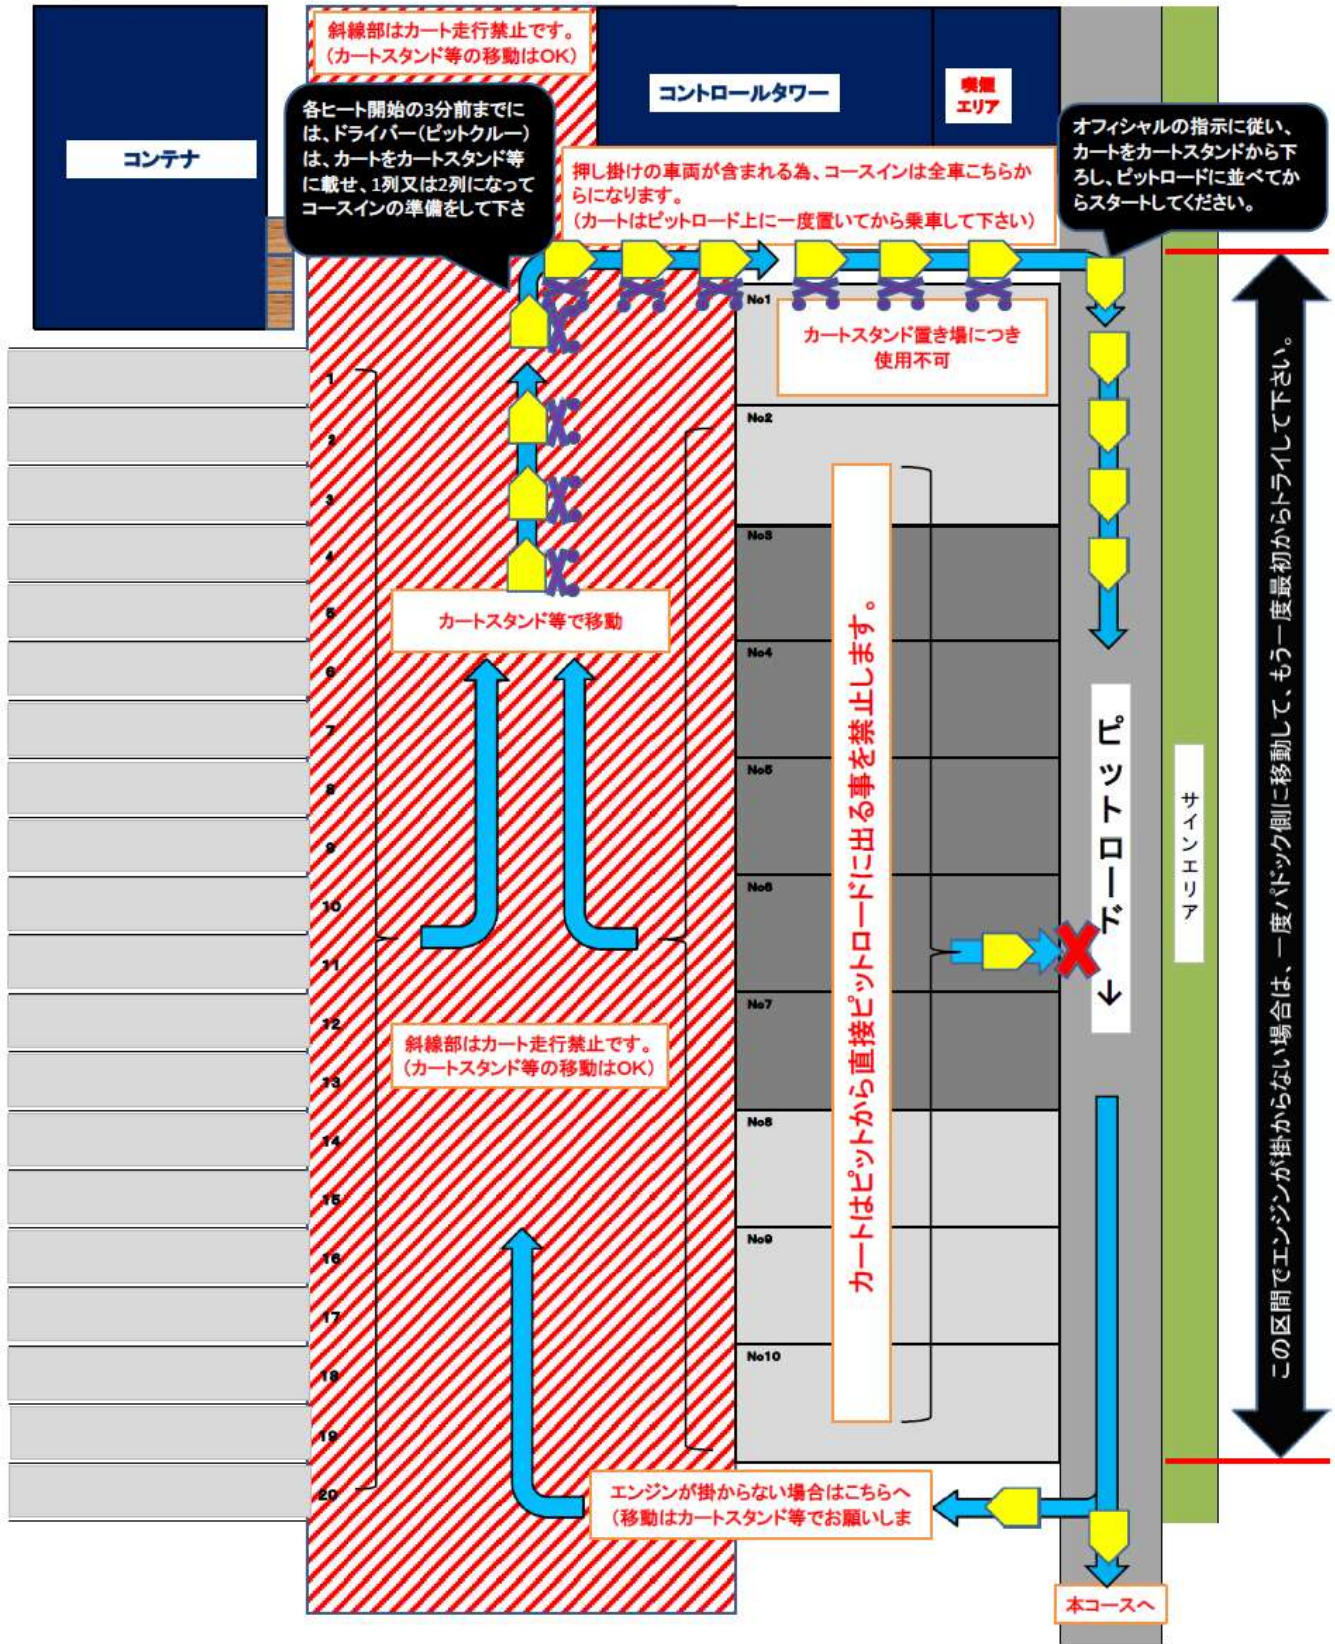 斜線部はカート走行禁止です。
(カートスタンド等の移動はOK)
コンテナ
コントロールタワー
喫煙
エリア
各ヒート開始の3分前までに
は、ドライバー(ピットクルー)
は、カートをカートスタンド等
に載せ、1列又は2列になって
コースインの準備をして下さ
押し掛けの車両が含まれる為、コースインは全車こちらか
らになります。
(カートはピットロード上に一度置いてから乗車して下さい)
オフィシャルの指示に従い、
カートをカートスタンドから下
ろし、ピットロードに並べてか
らスタートしてください。
No1
カートスタンド置き場につき
使用不可
No2
No3
No4
No5
No6
No7
No8
No9
No10
1
2
3
4
5
6
7
8
9
10
11
12
13
14
15
16
17
18
19
20
カートスタンド等で移動
斜線部はカート走行禁止です。
(カートスタンド等の移動はOK)
カートはピットから直接ピットロードに出る事を禁止します。
ピットロード ↓
サインエリア
この区間でエンジンが掛からない場合は、一度パドック側に移動して、もう一度最初からトライして下さい。
エンジンが掛からない場合はこちらへ
(移動はカートスタンド等でお願いしま
本コースへ